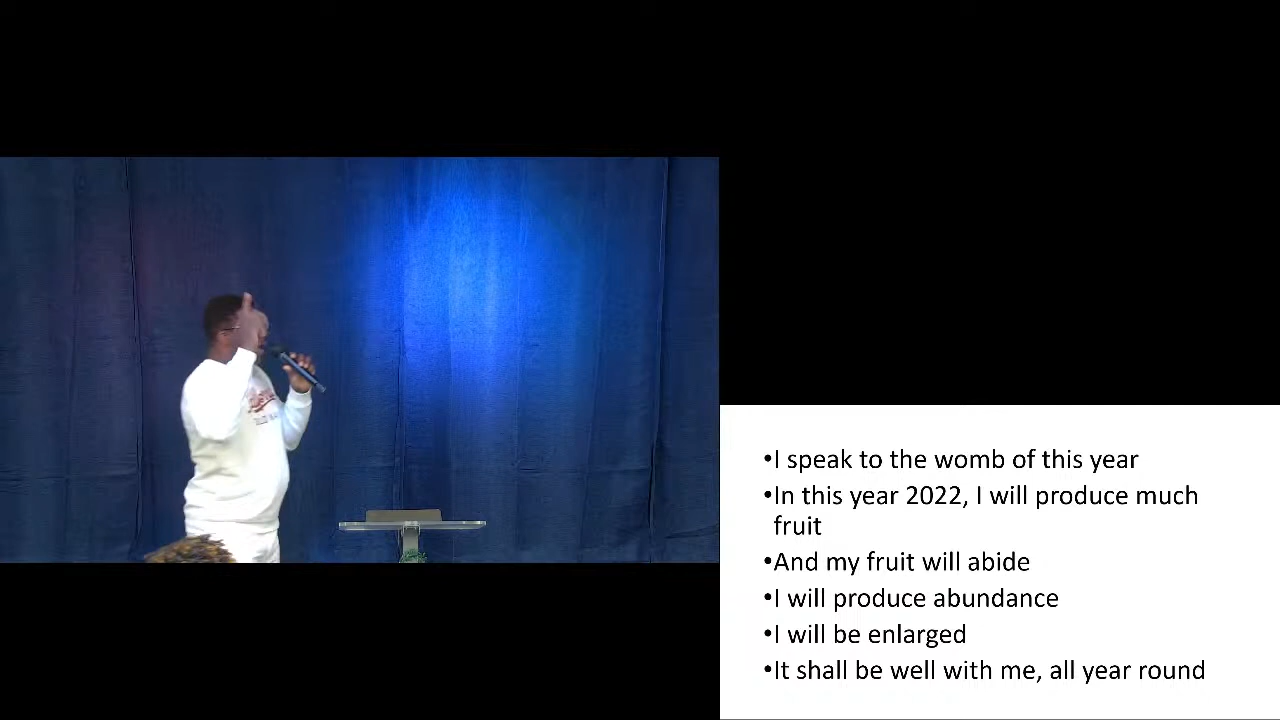 •I speak to the womb of this year
•In this year 2022, I will produce much
fruit
•And my fruit will abide
•I will produce abundance
•I will be enlarged
•It shall be well with me, all year round